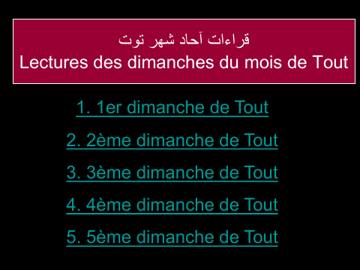 قراءات آحاد شهر توت
Lectures des dimanches du mois de Tout
1. 1er dimanche de Tout
2. 2ème dimanche de Tout
3. 3ème dimanche de Tout
4. 4ème dimanche de Tout
5. 5ème dimanche de Tout